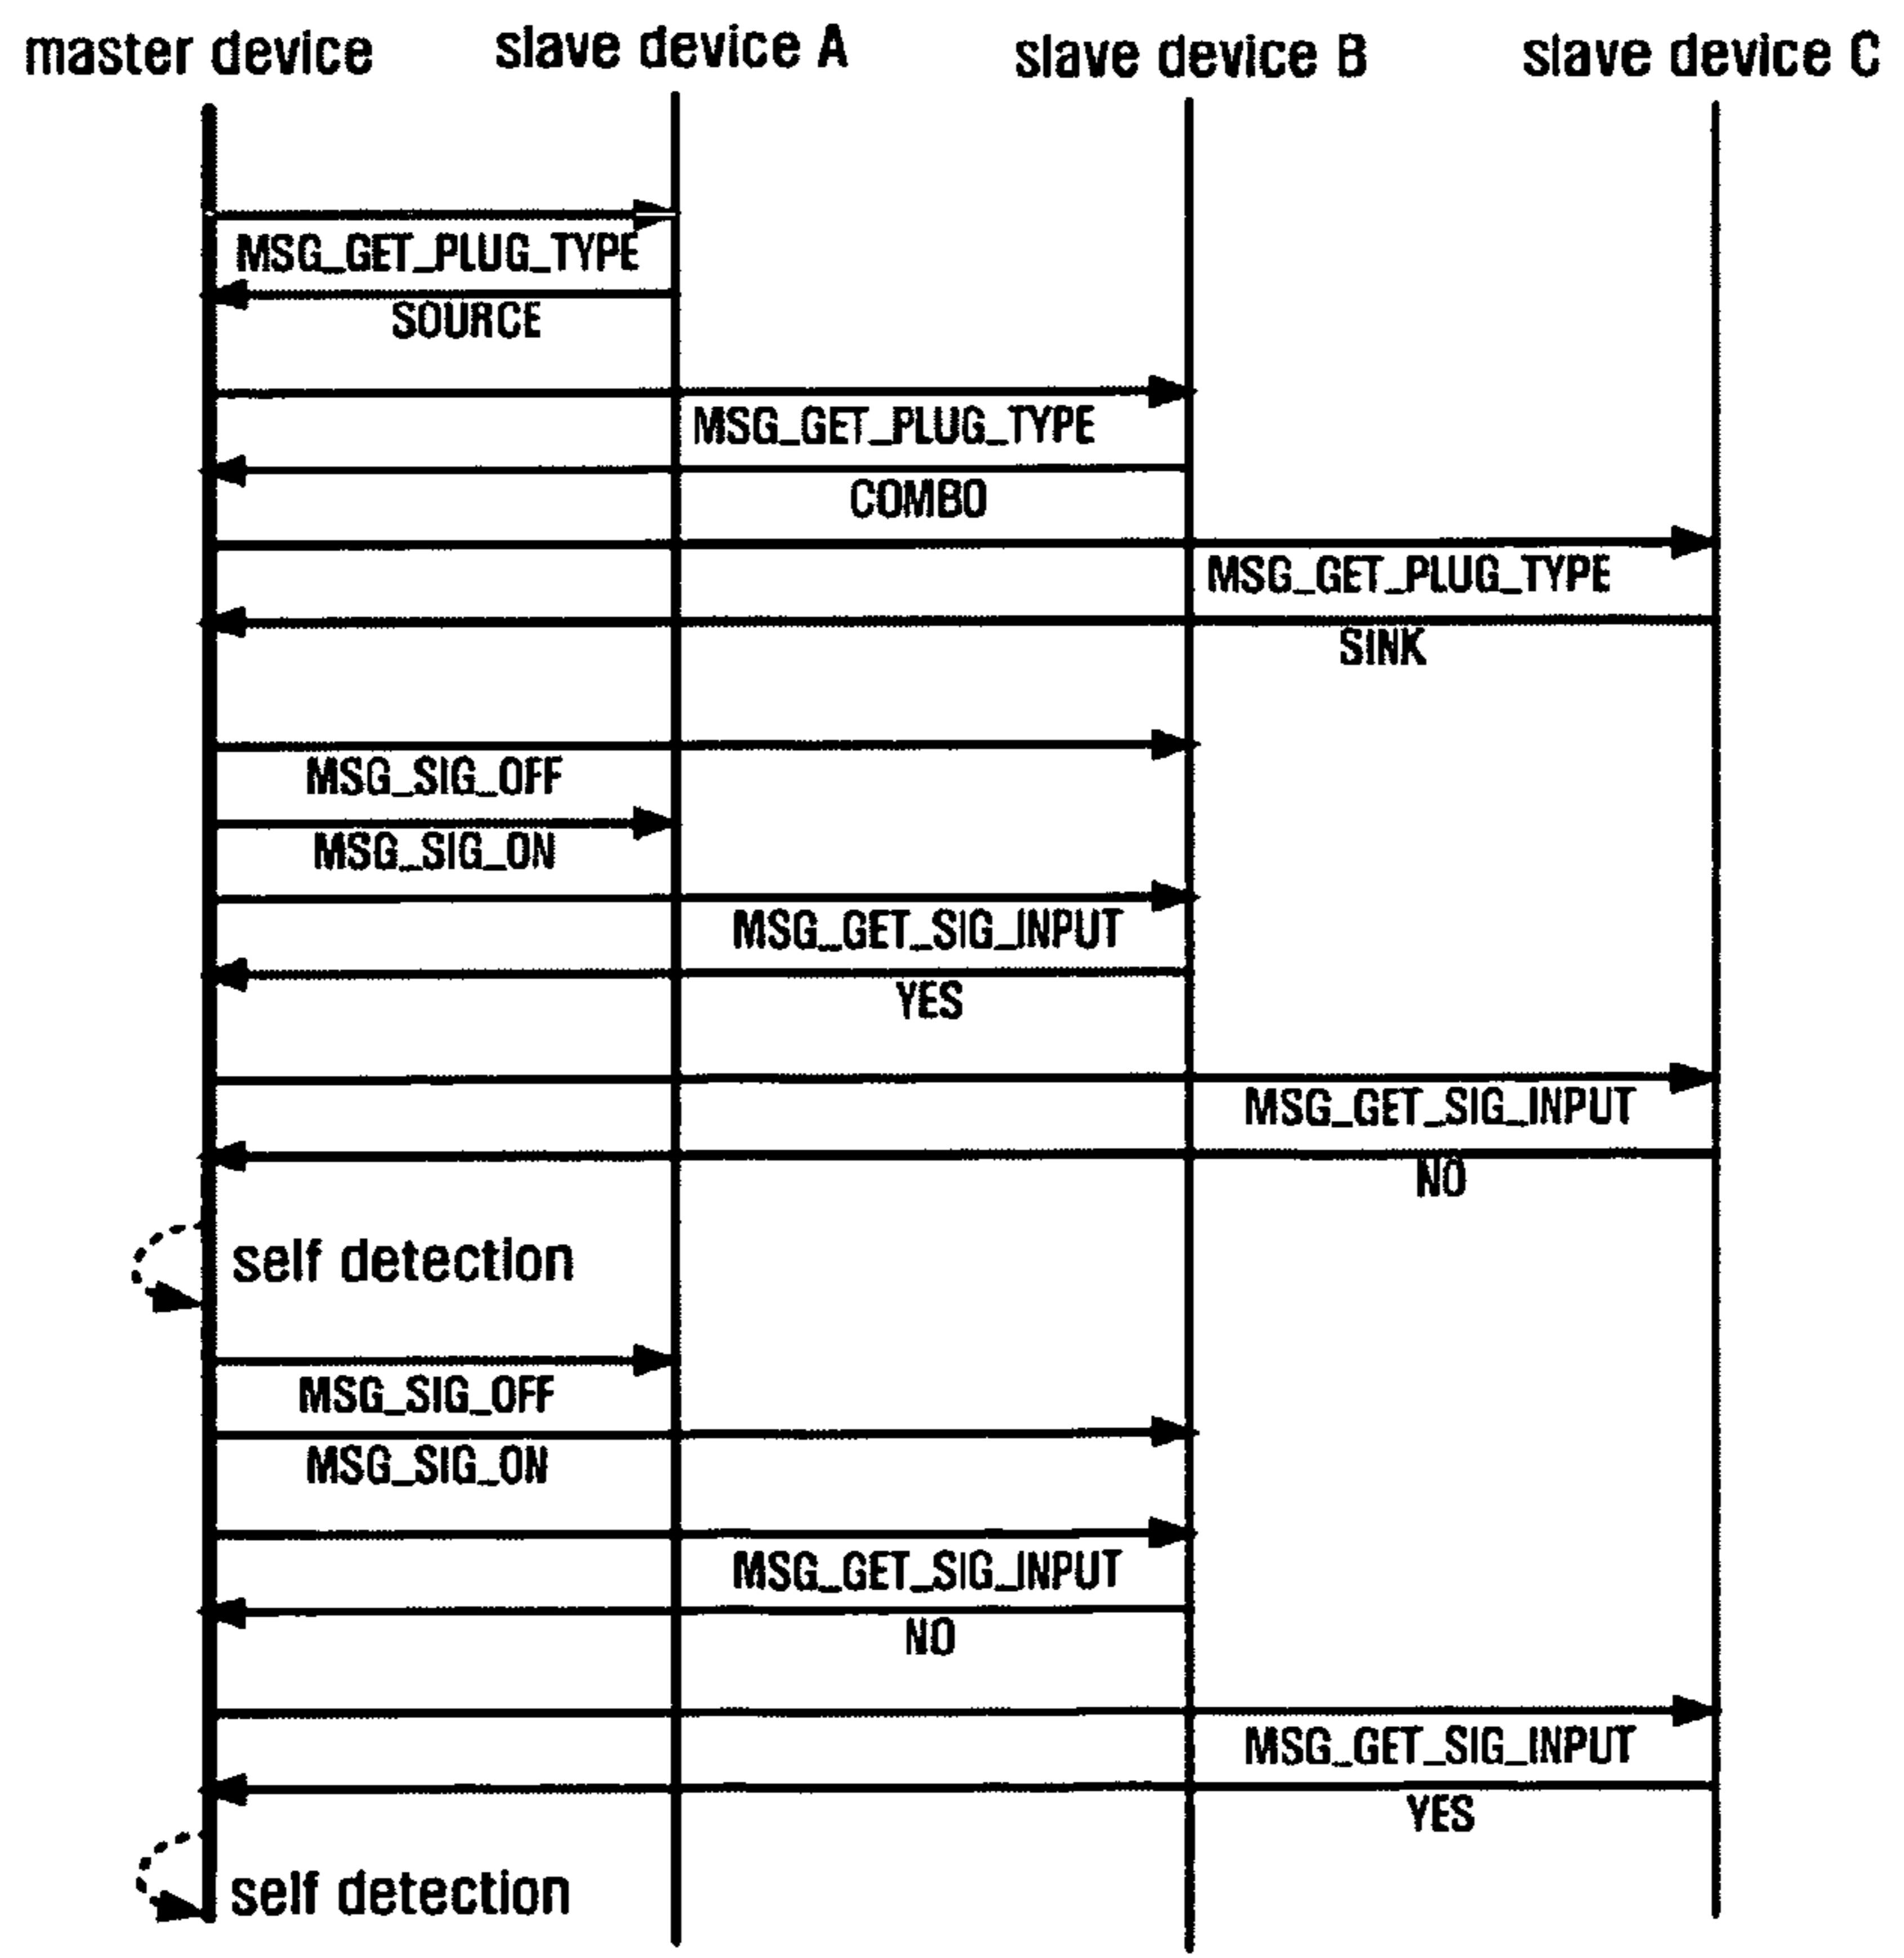 master device
slave device A
slave device B
slave device C
MSG_GET_PLUG_TYPE
SOURCE
MSG_GET_PLUG_TYPE
COMBO
MSG_GET_PLUG_TYPE
SINK
MSG_SIG_OFF
MSG_SIG_ON
MSG_GET_SIG_INPUT
YES
MSG_GET_SIG_INPUT
NO
self detection
MSG_SIG_OFF
MSG_SIG_ON
MSG_GET_SIG_INPUT
NO
MSG_GET_SIG_INPUT
YES
self detection